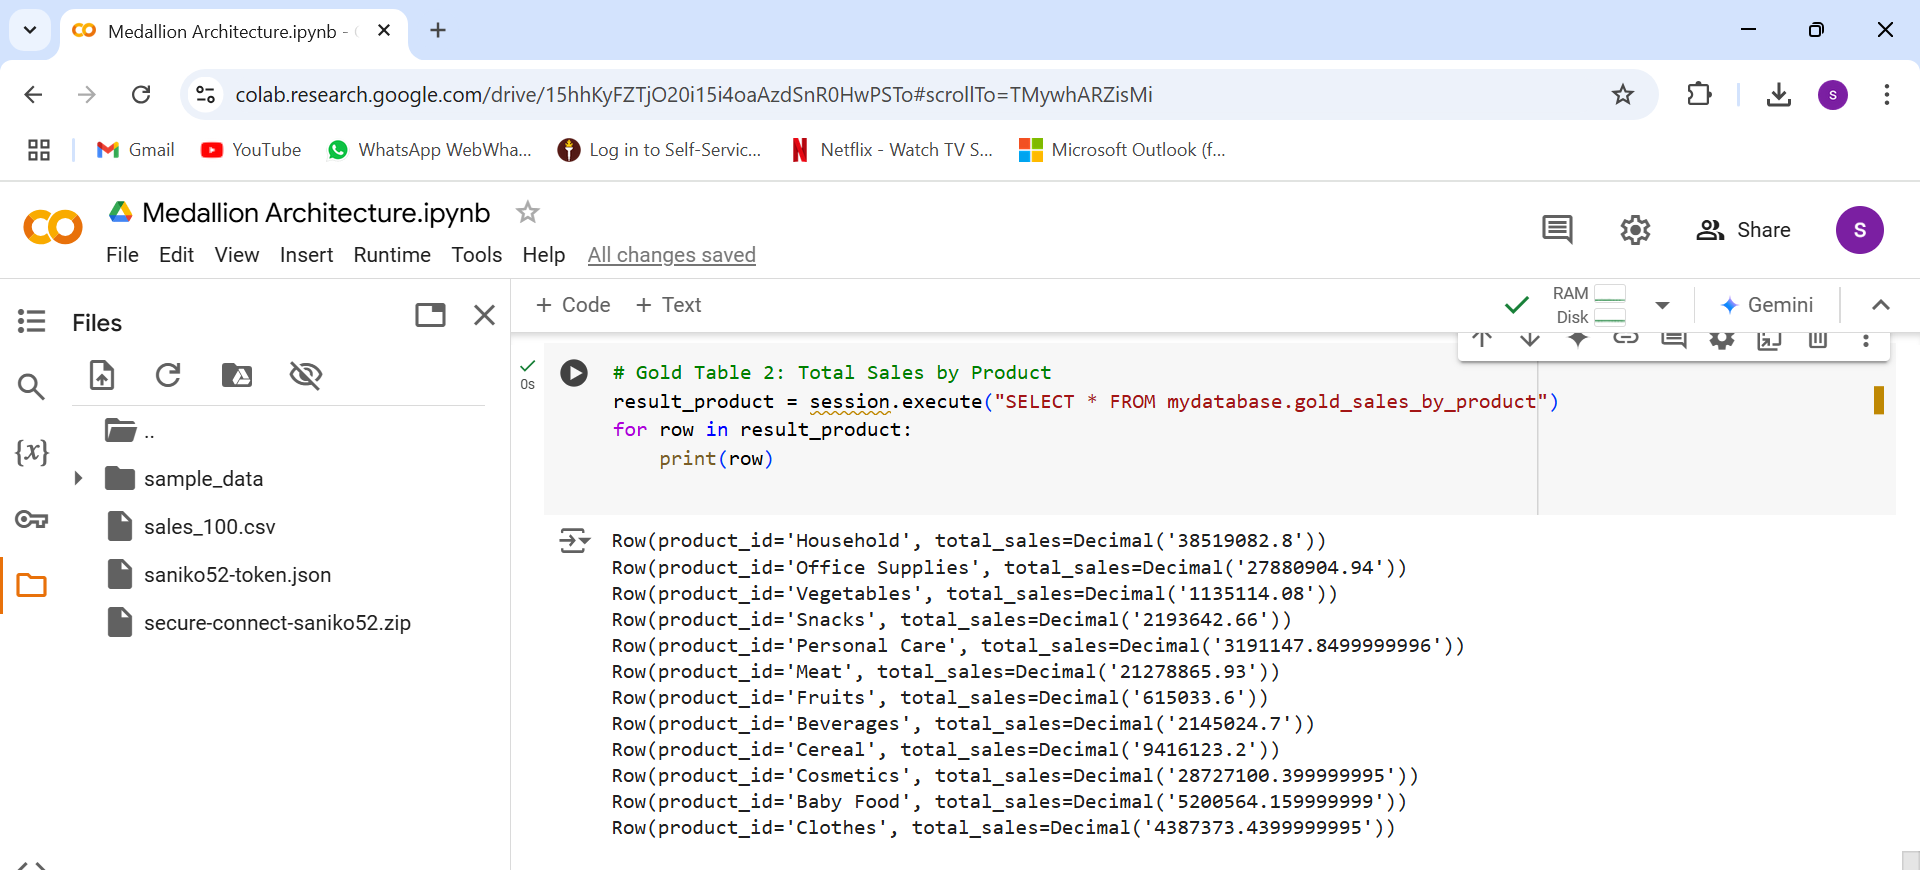 Medallion Architecture.ipynb -
colab.research.google.com/drive/15hhKyFZTjO20i15i4oaAzdSnR0HwPSTo#scrollTo=TMywhARZisMi
s
Gmail YouTube WhatsApp WebWha... Log in to Self-Servic... Netflix - Watch TV S... Microsoft Outlook (f...
Medallion Architecture.ipynb
File Edit View Insert Runtime Tools Help All changes saved
Share
S
Files
+ Code + Text
RAM
Disk
Gemini
..
sample_data
sales_100.csv
saniko52-token.json
secure-connect-saniko52.zip
{x}
0s
# Gold Table 2: Total Sales by Product
result_product = session.execute("SELECT * FROM mydatabase.gold_sales_by_product")
for row in result_product:
    print(row)
Row(product_id='Household', total_sales=Decimal('38519082.8'))
Row(product_id='Office Supplies', total_sales=Decimal('27880904.94'))
Row(product_id='Vegetables', total_sales=Decimal('1135114.08'))
Row(product_id='Snacks', total_sales=Decimal('2193642.66'))
Row(product_id='Personal Care', total_sales=Decimal('3191147.8499999996'))
Row(product_id='Meat', total_sales=Decimal('21278865.93'))
Row(product_id='Fruits', total_sales=Decimal('615033.6'))
Row(product_id='Beverages', total_sales=Decimal('2145024.7'))
Row(product_id='Cereal', total_sales=Decimal('9416123.2'))
Row(product_id='Cosmetics', total_sales=Decimal('28727100.399999995'))
Row(product_id='Baby Food', total_sales=Decimal('5200564.159999999'))
Row(product_id='Clothes', total_sales=Decimal('4387373.4399999995'))